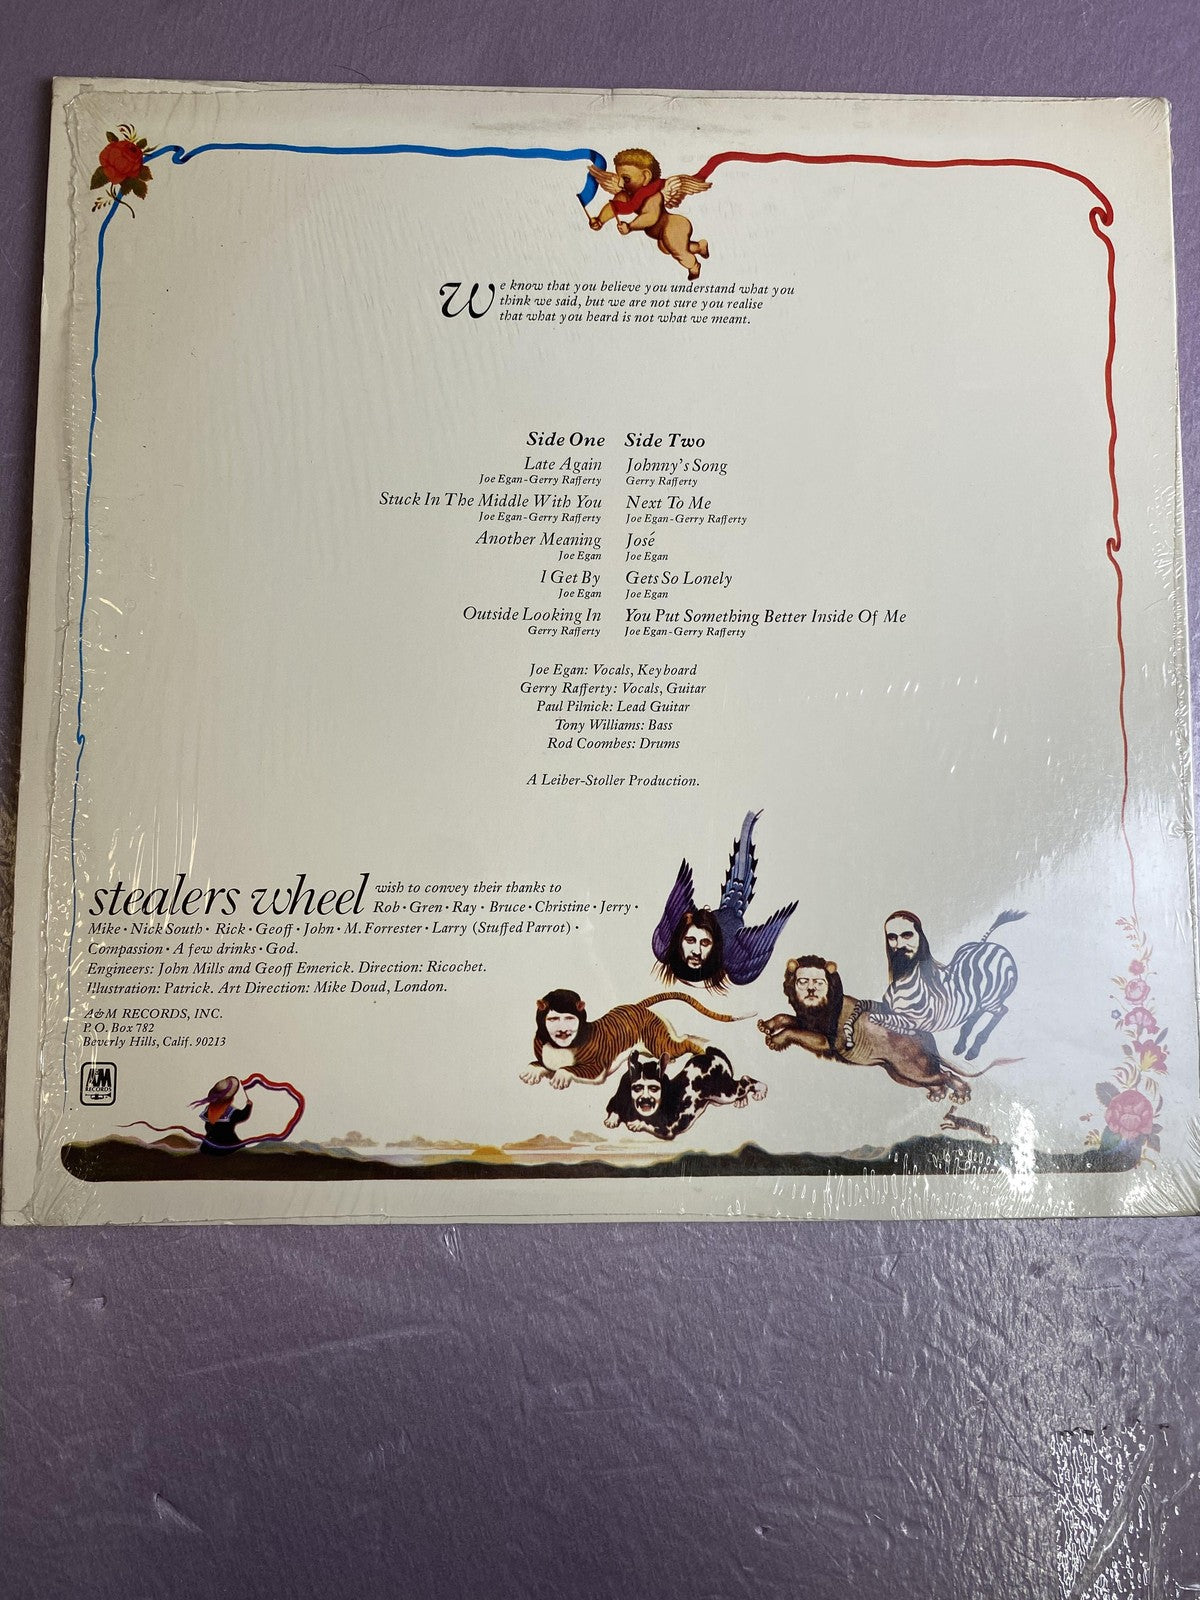 We know that you believe you understand what you
think we said, but we are not sure you realise
that what you heard is not what we meant.
Side One
Late Again
Joe Egan-Gerry Rafferty
Stuck In The Middle With You
Joe Egan-Gerry Rafferty
Another Meaning
Joe Egan
I Get By
Joe Egan
Outside Looking In
Gerry Rafferty
Side Two
Johnny's Song
Gerry Rafferty
Next To Me
Joe Egan-Gerry Rafferty
José
Joe Egan
Gets So Lonely
Joe Egan
You Put Something Better Inside Of Me
Joe Egan-Gerry Rafferty
Joe Egan: Vocals, Keyboard
Gerry Rafferty: Vocals, Guitar
Paul Pilnick: Lead Guitar
Tony Williams: Bass
Rod Coombes: Drums
A Leiber-Stoller Production.
stealers wheel wish to convey their thanks to
Rob • Gren • Ray • Bruce • Christine • Jerry •
Mike • Nick South • Rick • Geoff • John • M. Forrester • Larry (Stuffed Parrot) •
Compassion • A few drinks • God.
Engineers: John Mills and Geoff Emerick. Direction: Ricochet.
Illustration: Patrick. Art Direction: Mike Doud, London.
A&M RECORDS, INC.
P.O. Box 782
Beverly Hills, Calif. 90213
A&M
RECORDS